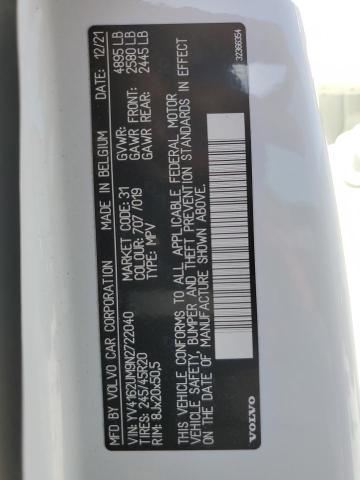 MFD.BY VOLVO CAR CORPORATION MADE IN BELGIUM DATE: 12/21
VIN: YV4162UM9N2722040 MARKET CODE: 31 GVWR: 4895 LB
TIRES: 245/45R20 COLOUR: 707/019 GAWR FRONT: 2580 LB
RIM: 8Jx20x50,5 TYPE: MPV GAWR REAR: 2445 LB
THIS VEHICLE CONFORMS TO ALL APPLICABLE FEDERAL MOTOR
VEHICLE SAFETY, BUMPER AND THEFT PREVENTION STANDARDS IN EFFECT
ON THE DATE OF MANUFACTURE SHOWN ABOVE.
VOLVO 32360354